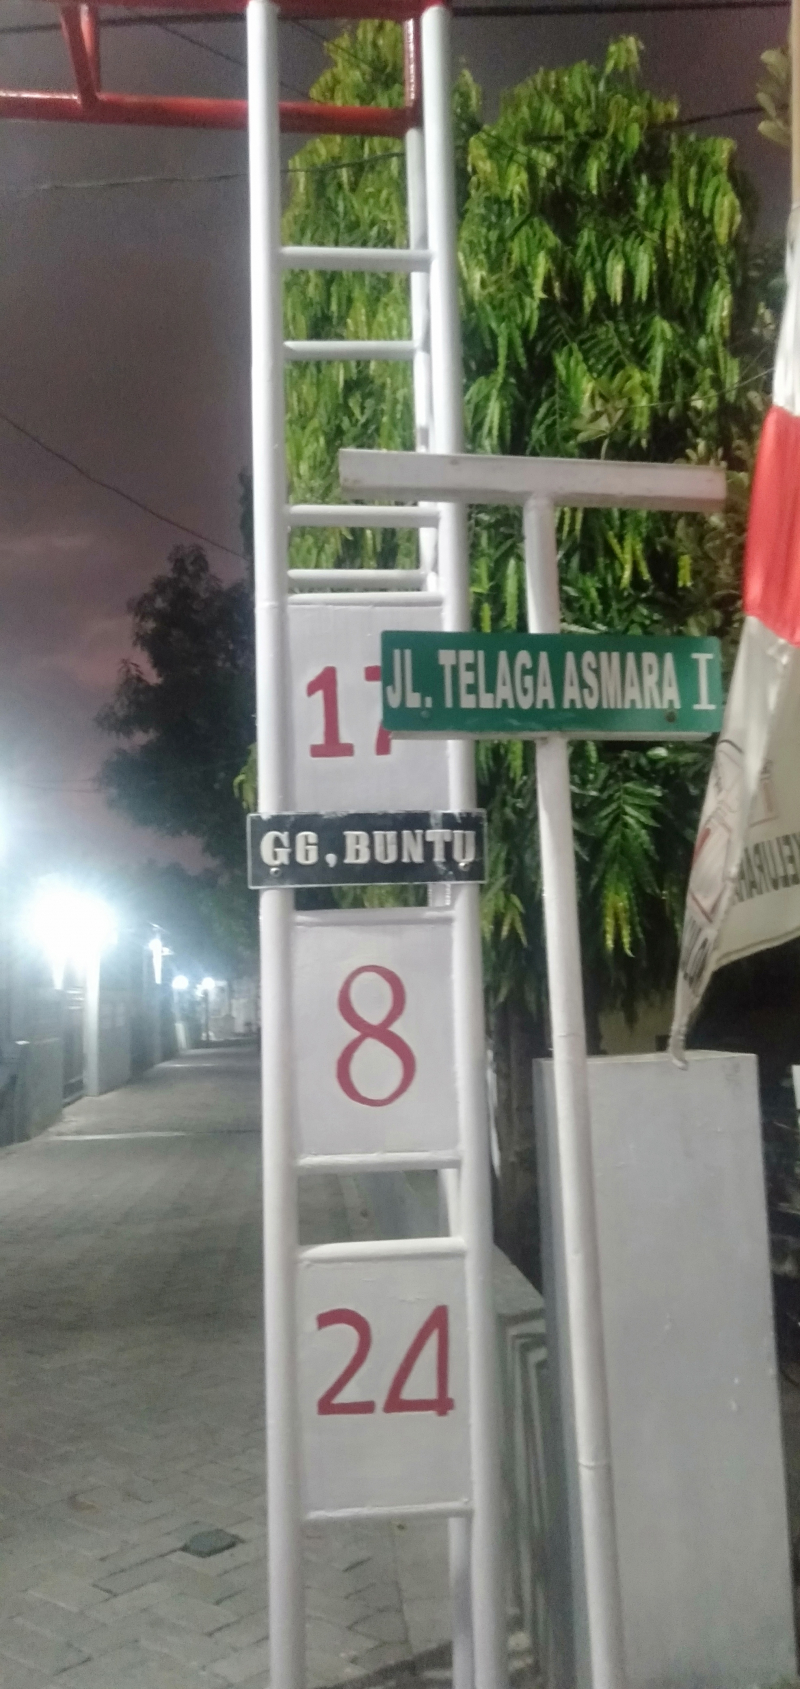 17
JL. TELAGA ASMARA I
GG, BUNTU
8
24